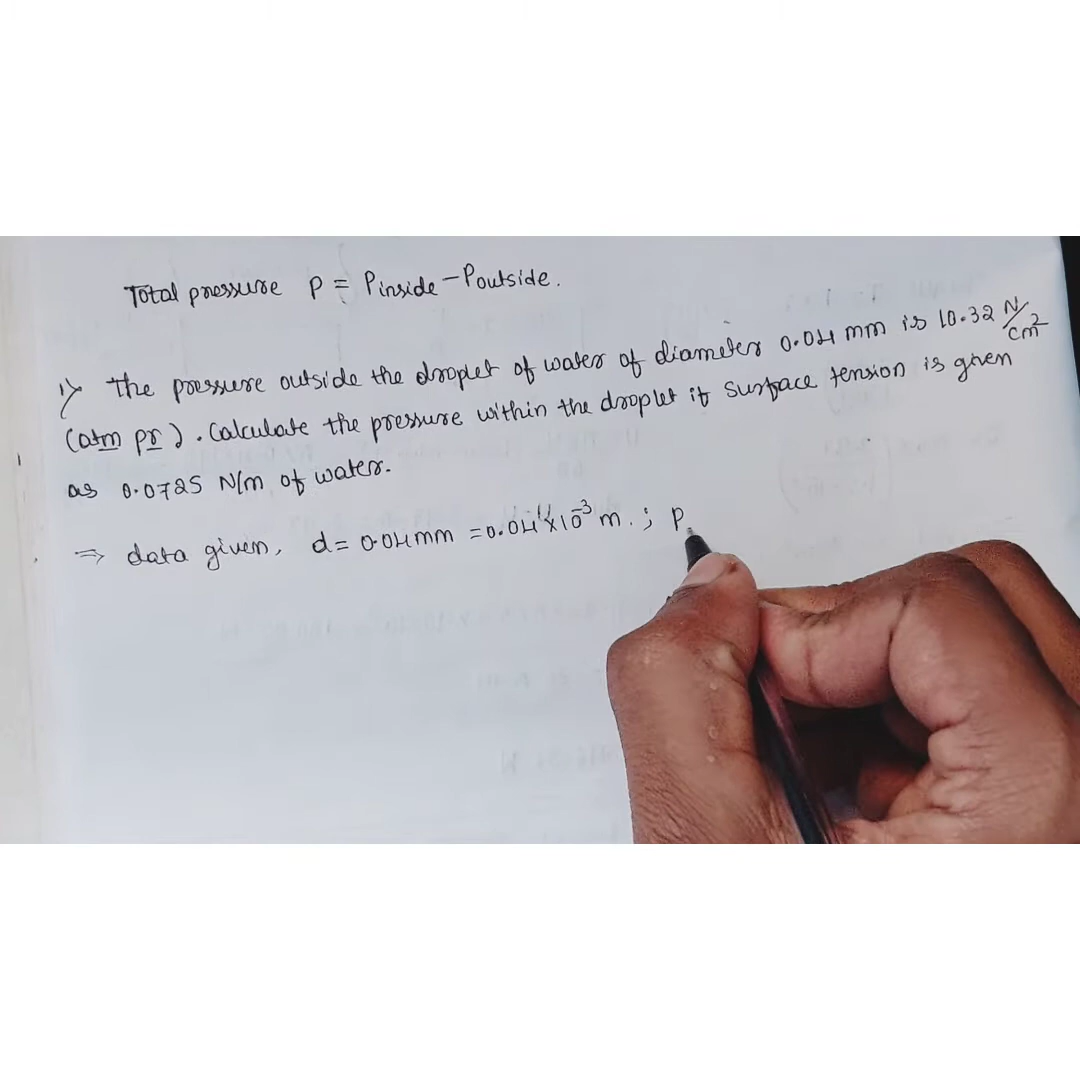 Total pressure P = Pinside - Poutside.
1) The pressure outside the droplet of water of diameter 0.04 mm is 10.32 N/cm²
(atm pr). Calculate the pressure within the droplet if surface tension is given
as 0.0725 N/m of water.
⇒ data given, d = 0.04mm = 0.04 × 10⁻³ m. ; P